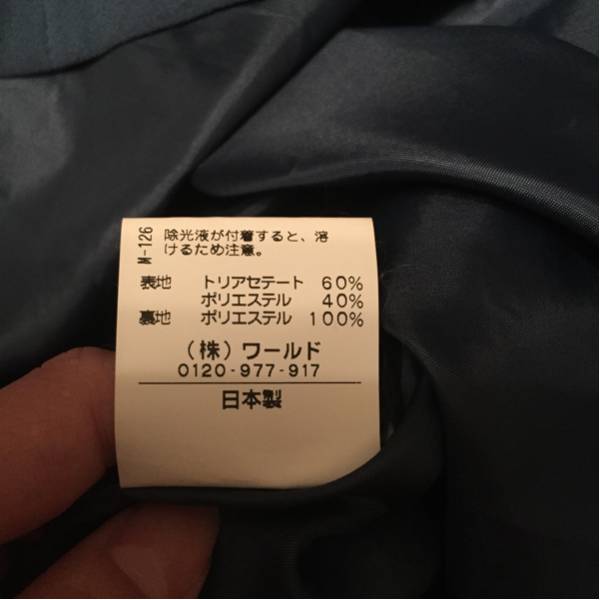 M-126
除光液が付着すると、溶
けるため注意。
表地 トリアセテート 60%
ポリエステル 40%
裏地 ポリエステル 100%
(株)ワールド
0120-977-917
日本製